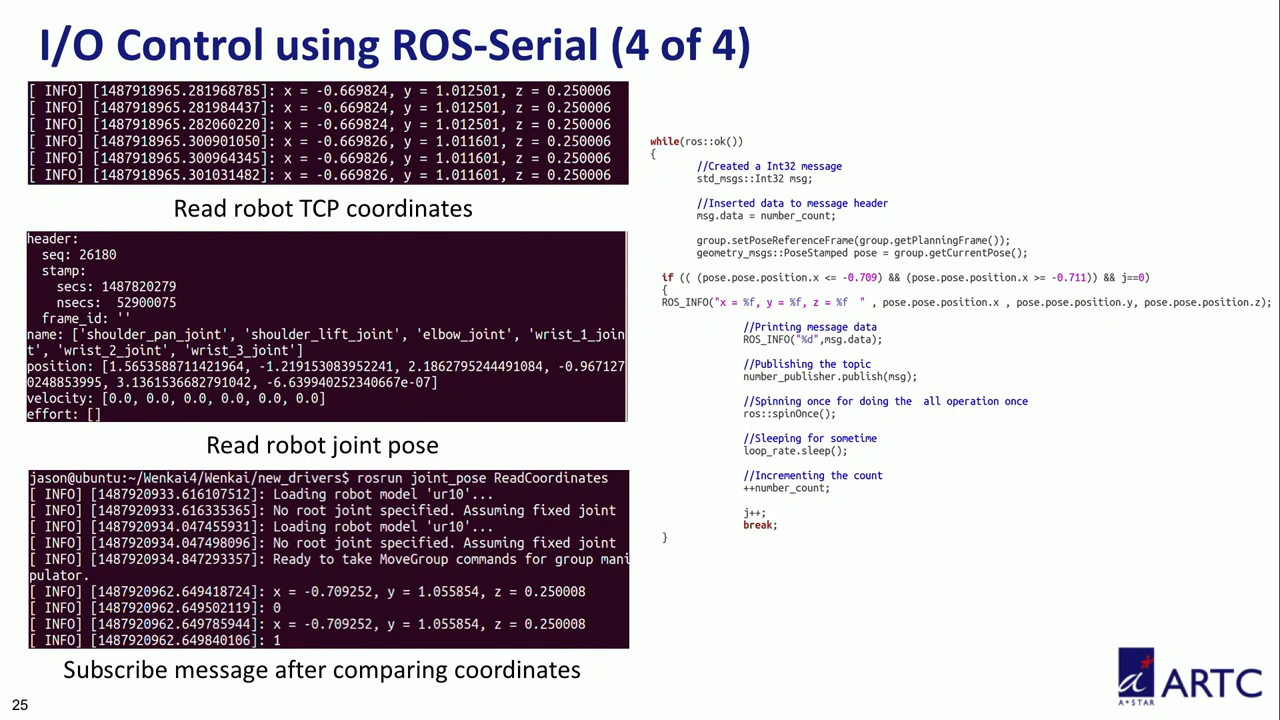 I/O Control using ROS-Serial (4 of 4)
[ INFO] [1487918965.281968785]: x = -0.669824, y = 1.012501, z = 0.250006
[ INFO] [1487918965.281984437]: x = -0.669824, y = 1.012501, z = 0.250006
[ INFO] [1487918965.282060220]: x = -0.669824, y = 1.012501, z = 0.250006
[ INFO] [1487918965.300901050]: x = -0.669826, y = 1.011601, z = 0.250006
[ INFO] [1487918965.300964345]: x = -0.669826, y = 1.011601, z = 0.250006
[ INFO] [1487918965.301031482]: x = -0.669826, y = 1.011601, z = 0.250006
Read robot TCP coordinates
header:
seq: 26180
stamp:
secs: 1487820279
nsecs: 52900075
frame_id: ''
name: ['shoulder_pan_joint', 'shoulder_lift_joint', 'elbow_joint', 'wrist_1_join
t', 'wrist_2_joint', 'wrist_3_joint']
position: [1.5653588711421964, -1.219153083952241, 2.1862795244491084, -0.967127
0248853995, 3.1361536682791042, -6.639940252340667e-07]
velocity: [0.0, 0.0, 0.0, 0.0, 0.0, 0.0]
effort: []
Read robot joint pose
jason@ubuntu:~/Wenkai4/Wenkai/new_drivers$ rosrun joint_pose ReadCoordinates
[ INFO] [1487920933.616107512]: Loading robot model 'ur10'...
[ INFO] [1487920933.616335365]: No root joint specified. Assuming fixed joint
[ INFO] [1487920934.047455931]: Loading robot model 'ur10'...
[ INFO] [1487920934.047498096]: No root joint specified. Assuming fixed joint
[ INFO] [1487920934.847293357]: Ready to take MoveGroup commands for group mani
pulator.
[ INFO] [1487920962.649418724]: x = -0.709252, y = 1.055854, z = 0.250008
[ INFO] [1487920962.649502119]: 0
[ INFO] [1487920962.649785944]: x = -0.709252, y = 1.055854, z = 0.250008
[ INFO] [1487920962.649840106]: 1
Subscribe message after comparing coordinates
while(ros::ok())
{
//Created a Int32 message
std_msgs::Int32 msg;
//Inserted data to message header
msg.data = number_count;
group.setPoseReferenceFrame(group.getPlanningFrame());
geometry_msgs::PoseStamped pose = group.getCurrentPose();
if (( (pose.pose.position.x <= -0.709) && (pose.pose.position.x >= -0.711)) && j==0)
{
ROS_INFO("x = %f, y = %f, z = %f  " , pose.pose.position.x , pose.pose.position.y, pose.pose.position.z);
//Printing message data
ROS_INFO("%d",msg.data);
//Publishing the topic
number_publisher.publish(msg);
//Spinning once for doing the  all operation once
ros::spinOnce();
//Sleeping for sometime
loop_rate.sleep();
//Incrementing the count
++number_count;
j++;
break;
}
25
a
A*STAR
ARTC